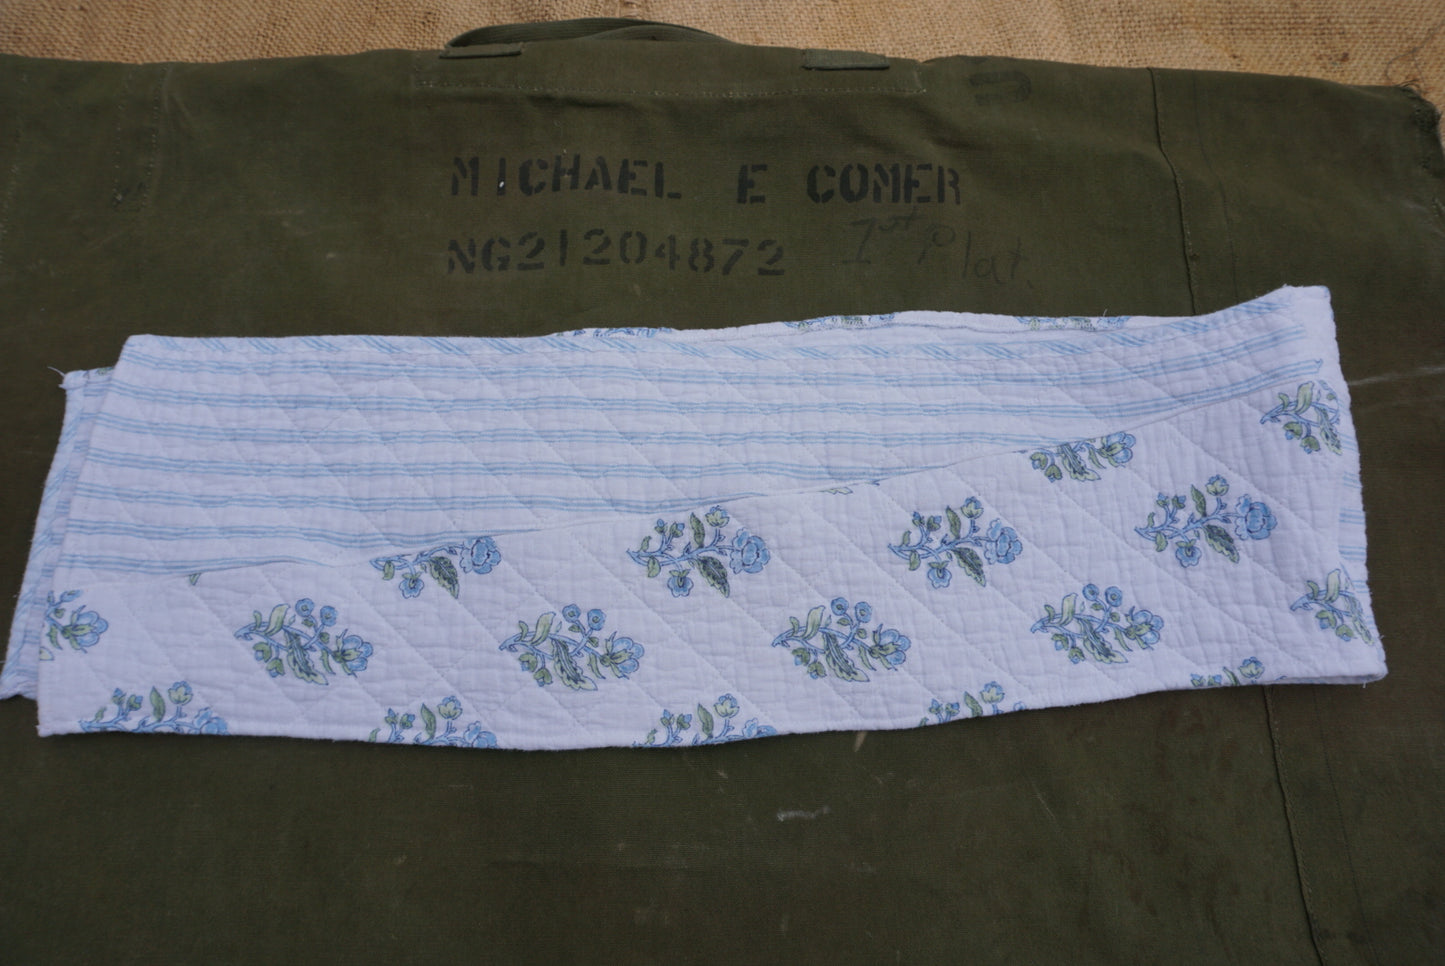 MICHAEL E COMER
NG21204872 1st Plat